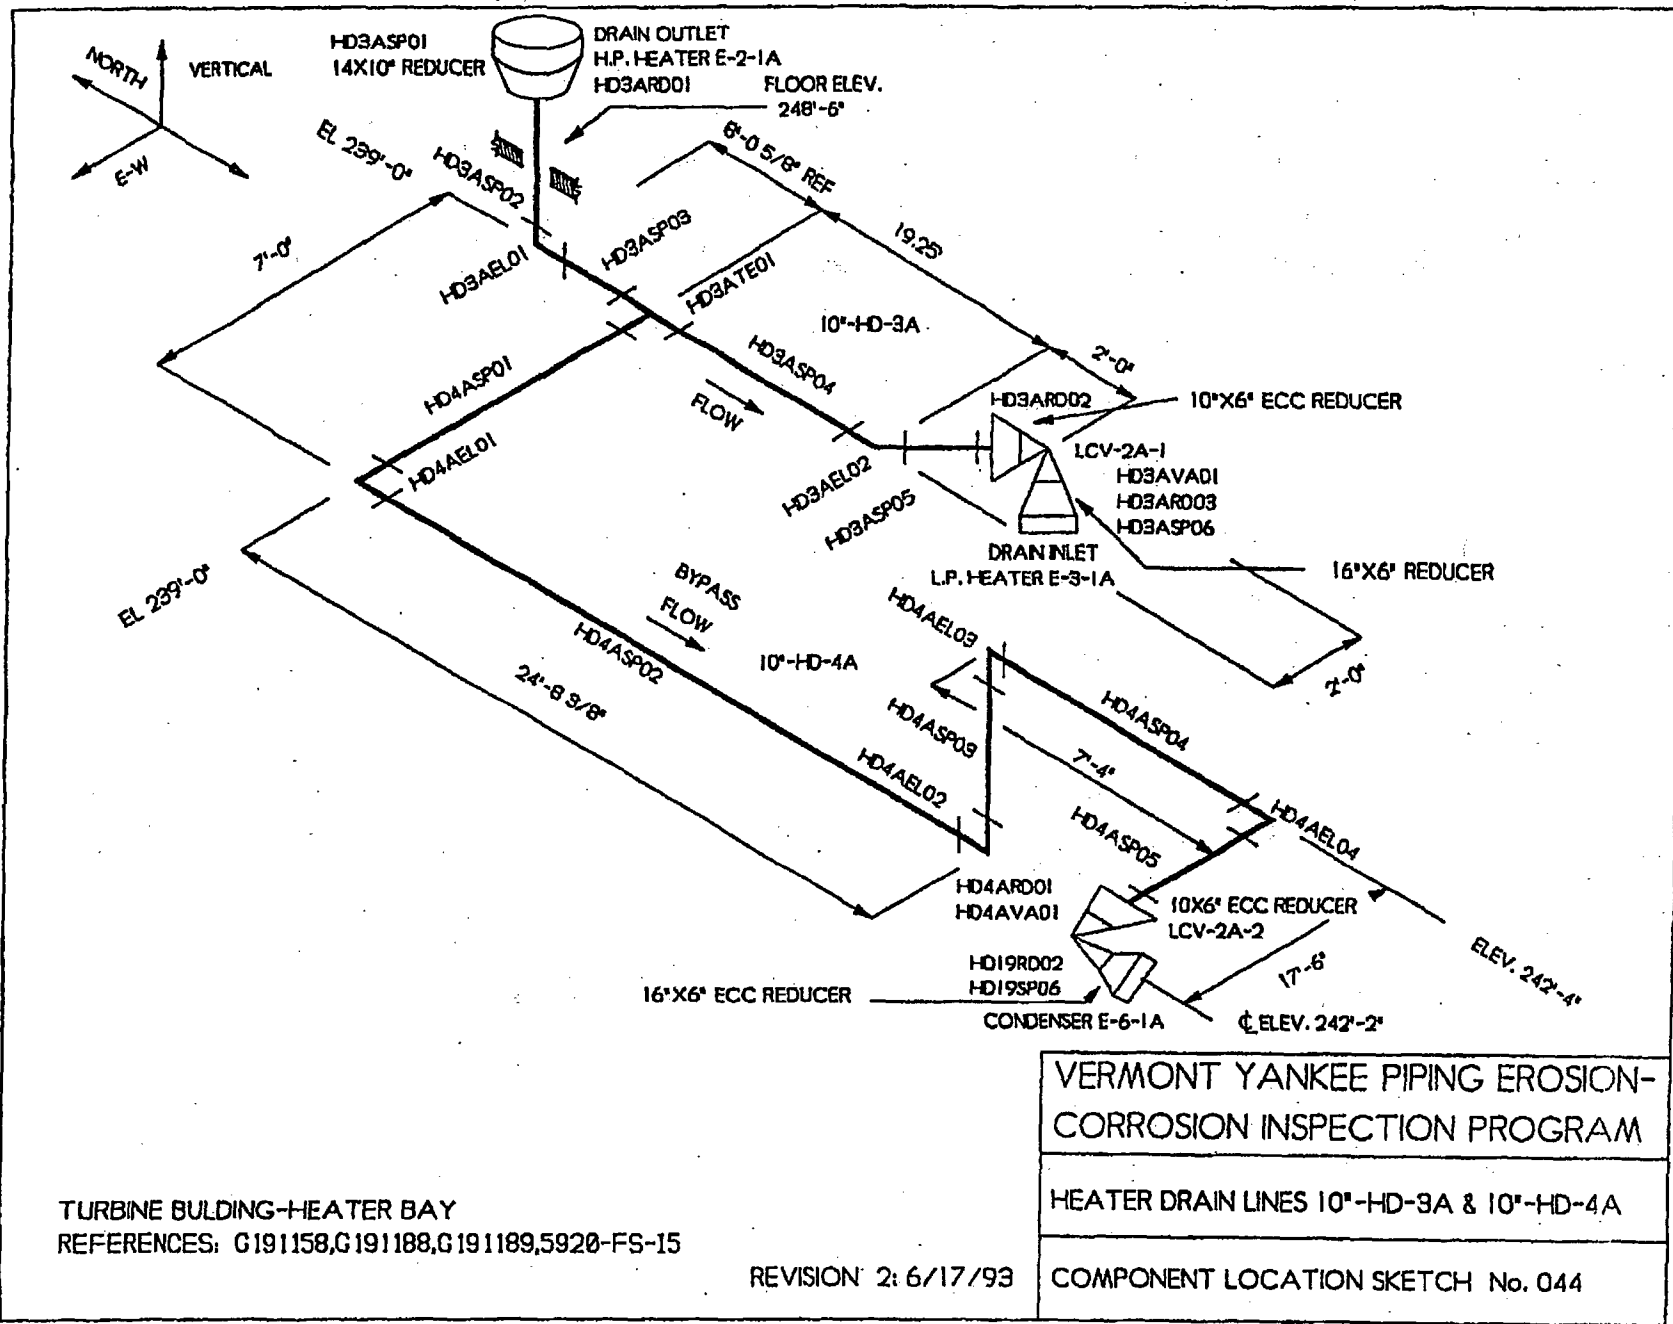 NORTH
VERTICAL
E-W
HD3ASP01
14X10" REDUCER
DRAIN OUTLET
H.P. HEATER E-2-1A
HD3ARD01
FLOOR ELEV.
248'-6"
EL 239'-0"
HD3ASP02
6'-0 5/8" REF
7'-0"
HD3AEL01
HD3ASP03
HD3ATE01
19.25'
10"-HD-3A
HD3ASP04
2'-0"
FLOW
HD4ASP01
HD4AEL01
HD3ARD02
10"X6" ECC REDUCER
LCV-2A-1
HD3AVA01
HD3ARD03
HD3ASP06
HD3AEL02
HD3ASP05
DRAIN INLET
L.P. HEATER E-3-1A
16"X6" REDUCER
EL 239'-0"
BYPASS
FLOW
HD4ASP02
10"-HD-4A
24'-8 3/8"
HD4AEL03
2'-0"
HD4ASP03
HD4ASP04
7'-4"
HD4AEL02
HD4ASP05
HD4AEL04
HD4ARD01
HD4AVA01
10X6" ECC REDUCER
LCV-2A-2
HD19RD02
HD19SP06
17'-6"
ELEV. 242'-4"
16"X6" ECC REDUCER
CONDENSER E-6-1A
℄ ELEV. 242'-2"
VERMONT YANKEE PIPING EROSION-
CORROSION INSPECTION PROGRAM
TURBINE BULDING-HEATER BAY
REFERENCES: G191158,G191188,G191189,5920-FS-I5
HEATER DRAIN LINES 10"-HD-3A & 10"-HD-4A
REVISION 2: 6/17/93
COMPONENT LOCATION SKETCH No. 044